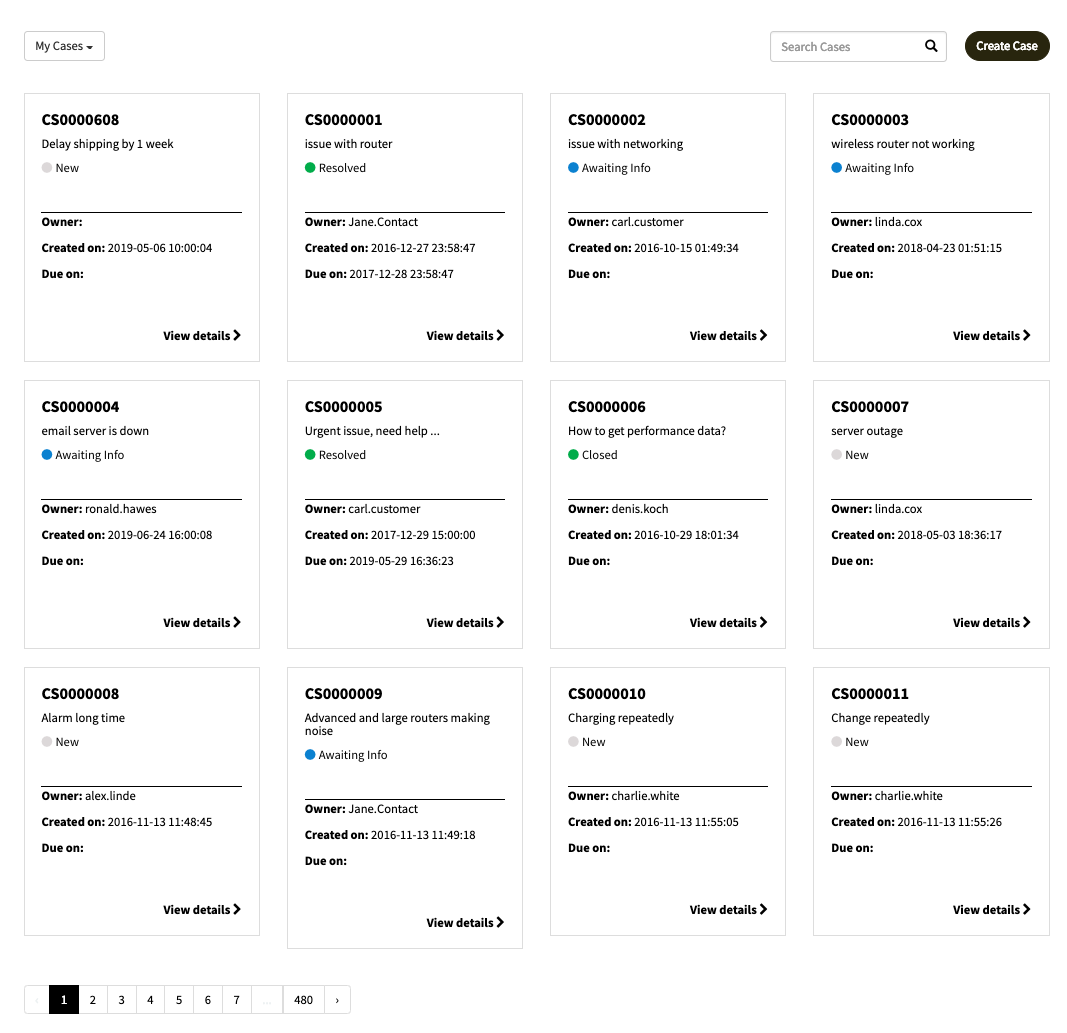 My Cases
Search Cases
Create Case
CS0000608
Delay shipping by 1 week
New
Owner:
Created on: 2019-05-06 10:00:04
Due on:
View details
CS0000001
issue with router
Resolved
Owner: Jane.Contact
Created on: 2016-12-27 23:58:47
Due on: 2017-12-28 23:58:47
View details
CS0000002
issue with networking
Awaiting Info
Owner: carl.customer
Created on: 2016-10-15 01:49:34
Due on:
View details
CS0000003
wireless router not working
Awaiting Info
Owner: linda.cox
Created on: 2018-04-23 01:51:15
Due on:
View details
CS0000004
email server is down
Awaiting Info
Owner: ronald.hawes
Created on: 2019-06-24 16:00:08
Due on:
View details
CS0000005
Urgent issue, need help ...
Resolved
Owner: carl.customer
Created on: 2017-12-29 15:00:00
Due on: 2019-05-29 16:36:23
View details
CS0000006
How to get performance data?
Closed
Owner: denis.koch
Created on: 2016-10-29 18:01:34
Due on:
View details
CS0000007
server outage
New
Owner: linda.cox
Created on: 2018-05-03 18:36:17
Due on:
View details
CS0000008
Alarm long time
New
Owner: alex.linde
Created on: 2016-11-13 11:48:45
Due on:
View details
CS0000009
Advanced and large routers making
noise
Awaiting Info
Owner: Jane.Contact
Created on: 2016-11-13 11:49:18
Due on:
View details
CS0000010
Charging repeatedly
New
Owner: charlie.white
Created on: 2016-11-13 11:55:05
Due on:
View details
CS0000011
Change repeatedly
New
Owner: charlie.white
Created on: 2016-11-13 11:55:26
Due on:
View details
‹ 1 2 3 4 5 6 7 ... 480 ›